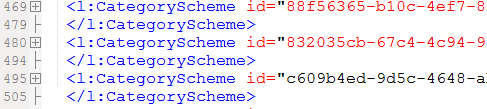 469 <l:CategoryScheme id="88f56365-b10c-4ef7-8
479 </l:CategoryScheme>
480 <l:CategoryScheme id="832035cb-67c4-4c94-9
494 </l:CategoryScheme>
495 <l:CategoryScheme id="c609b4ed-9d5c-4648-a
505 </l:CategoryScheme>